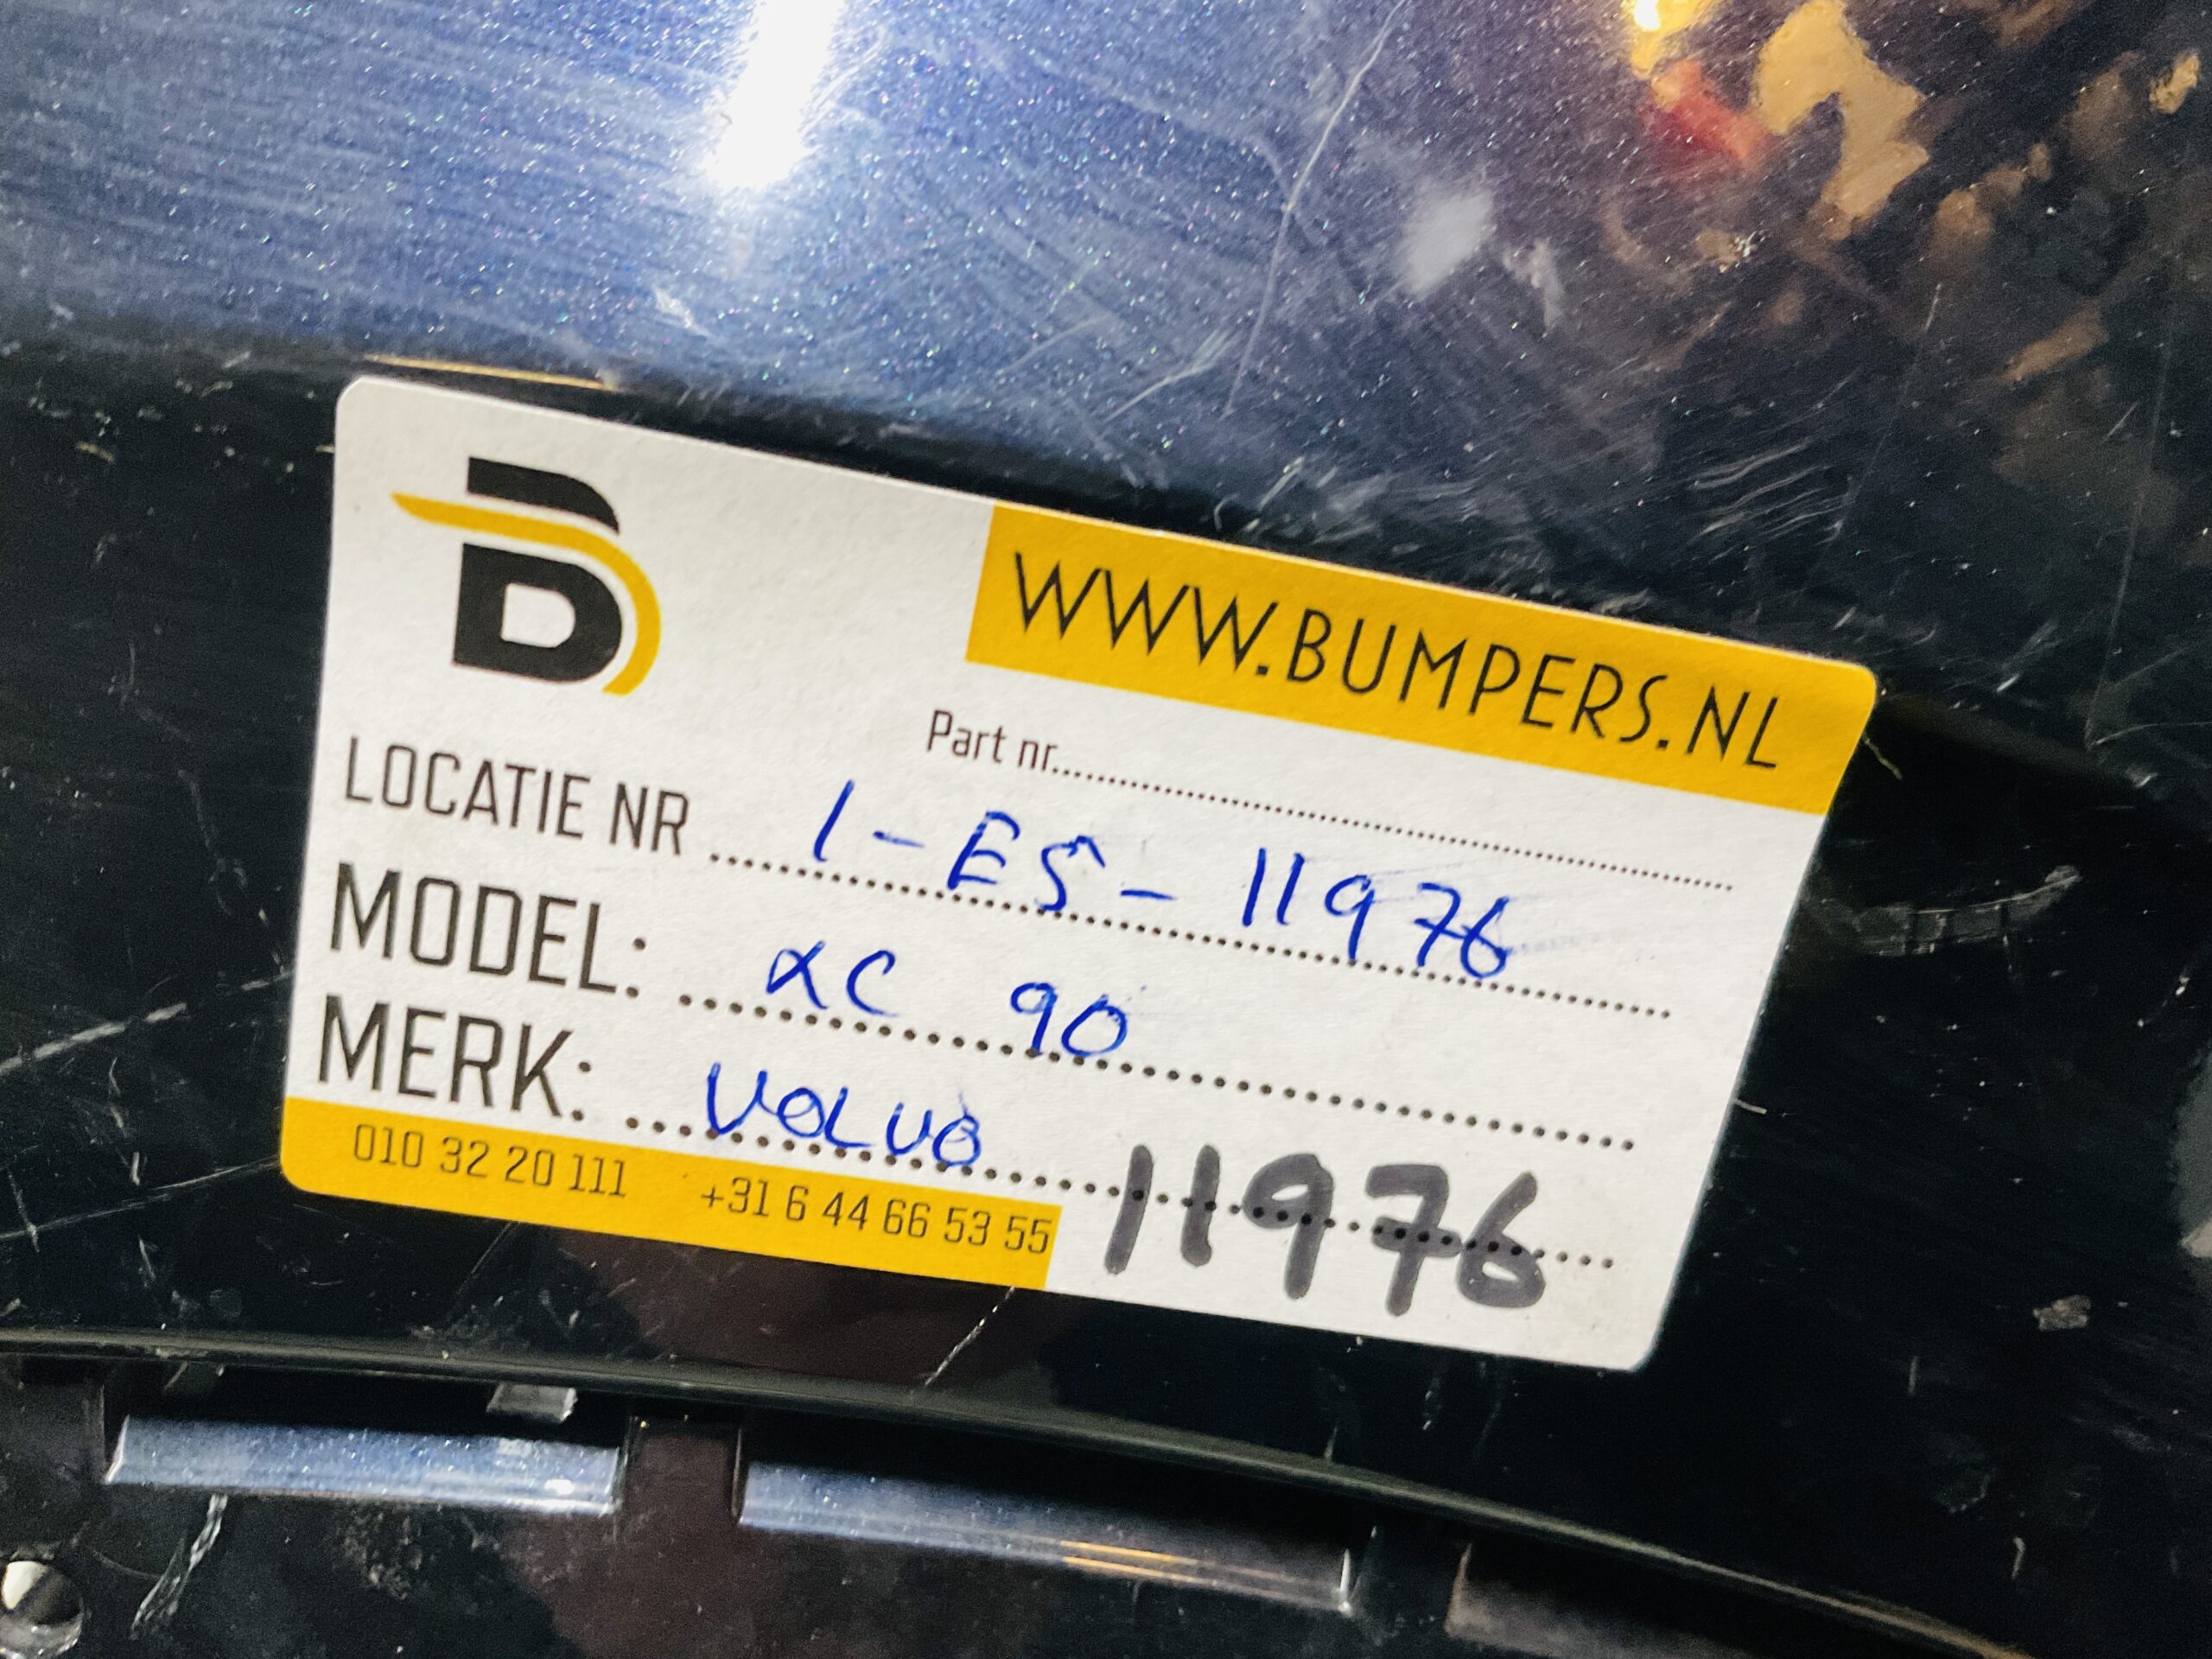 B
WWW.BUMPERS.NL
Part nr.......................................................
LOCATIE NR ........ 1-ES-11976
MODEL: ........ XC 90
MERK: ........ VOLVO
11976
010 32 20 111 +31 6 44 66 53 55